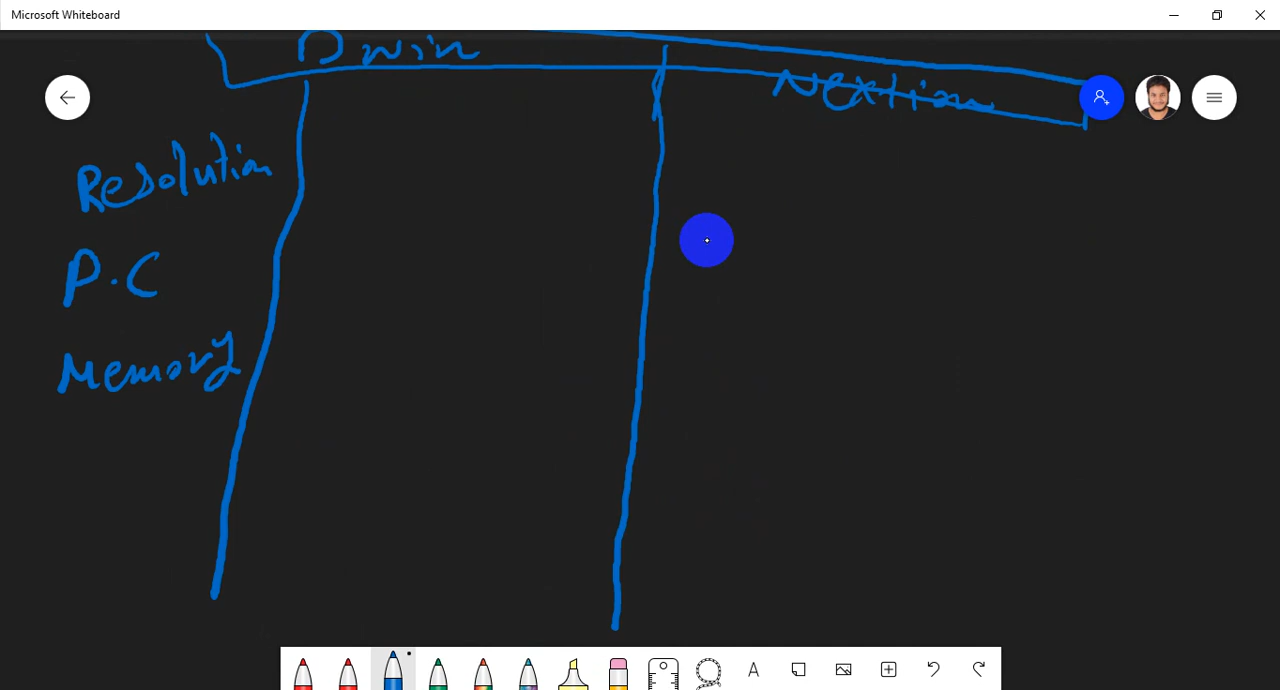 Microsoft Whiteboard
Dwin
Nextion
Resolution
P.C
Memory
A